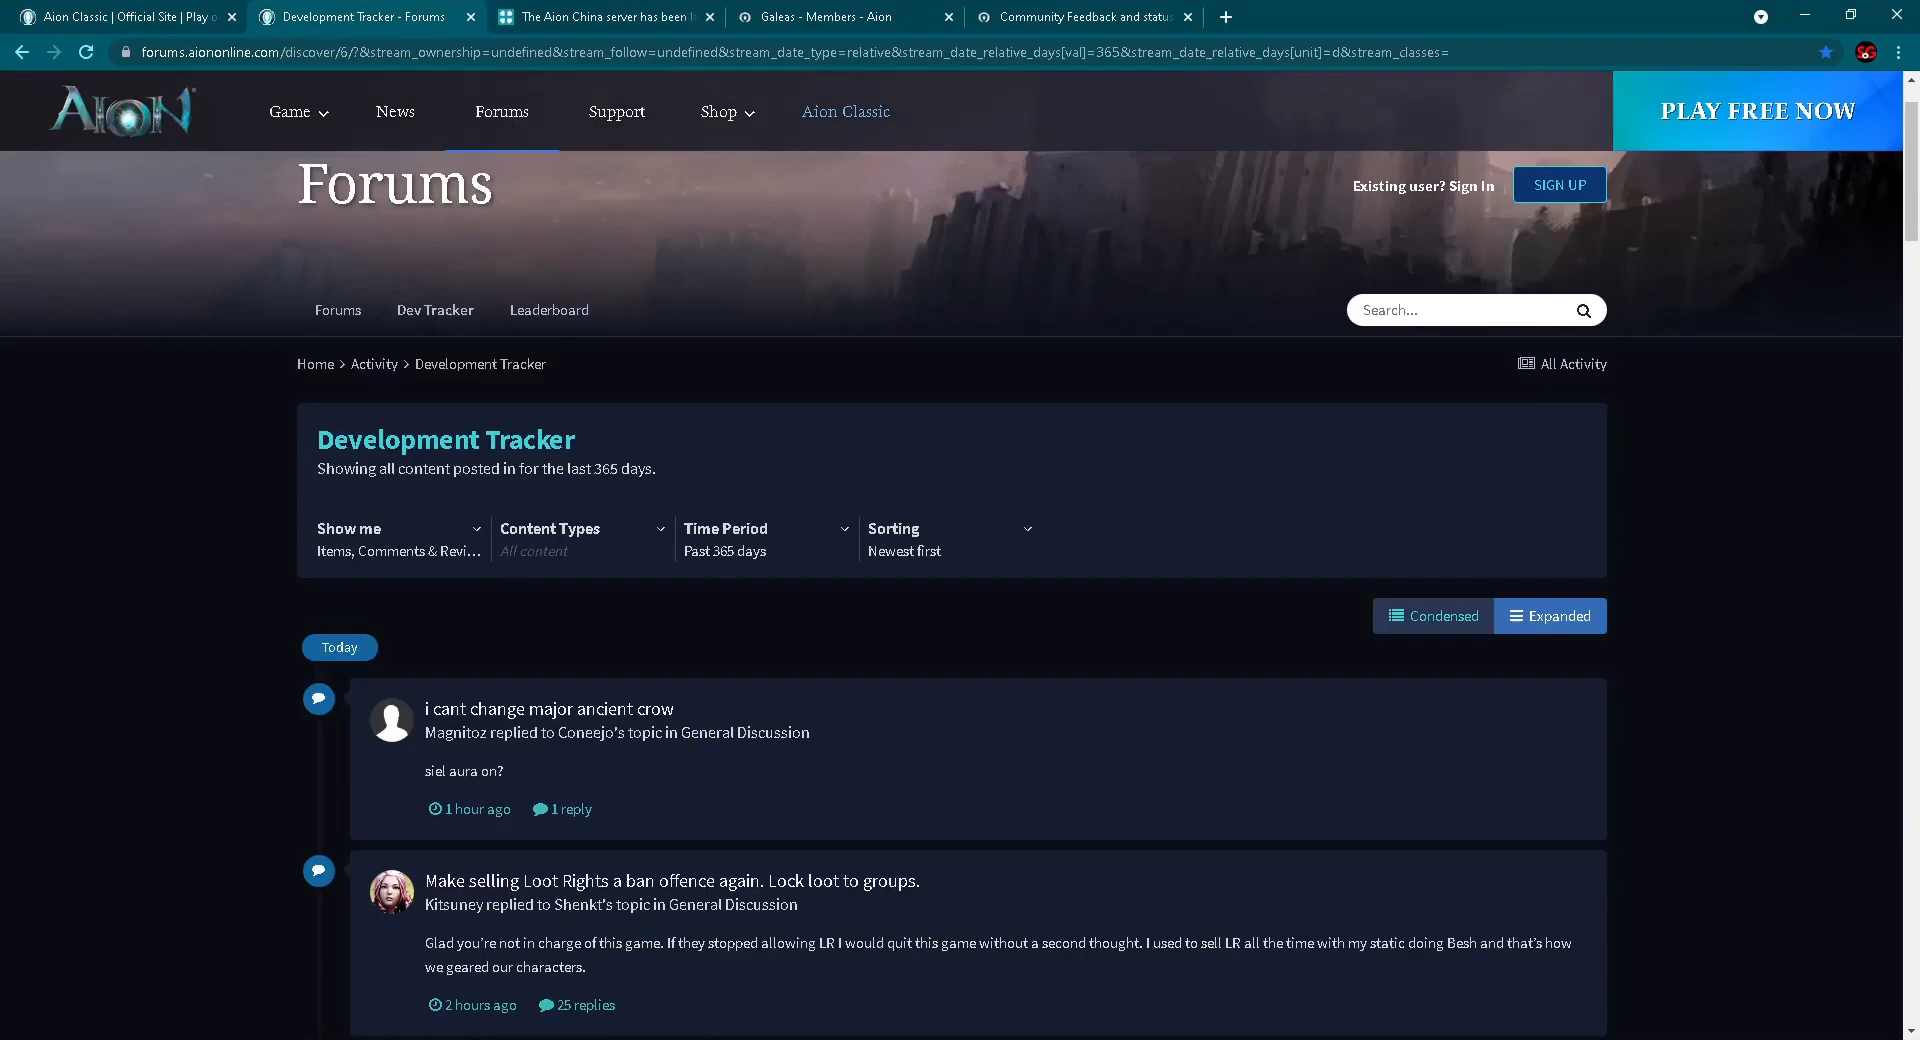 Aion Classic | Official Site | Play o
Development Tracker - Forums
The Aion China server has been
Galeas - Members - Aion
Community Feedback and status
forums.aiononline.com/discover/6/?&stream_ownership=undefined&stream_follow=undefined&stream_date_type=relative&stream_date_relative_days[val]=365&stream_date_relative_days[unit]=d&stream_classes=
SG
AION
Game
News
Forums
Support
Shop
Aion Classic
PLAY FREE NOW
Forums
Existing user? Sign In
SIGN UP
Forums
Dev Tracker
Leaderboard
Search...
Home > Activity > Development Tracker
All Activity
Development Tracker
Showing all content posted in for the last 365 days.
Show me
Content Types
Time Period
Sorting
Items, Comments & Revi...
All content
Past 365 days
Newest first
Condensed
Expanded
Today
i cant change major ancient crow
Magnitoz replied to Coneejo's topic in General Discussion
siel aura on?
1 hour ago
1 reply
Make selling Loot Rights a ban offence again. Lock loot to groups.
Kitsuney replied to Shenkt's topic in General Discussion
Glad you're not in charge of this game. If they stopped allowing LR I would quit this game without a second thought. I used to sell LR all the time with my static doing Besh and that's how
we geared our characters.
2 hours ago
25 replies